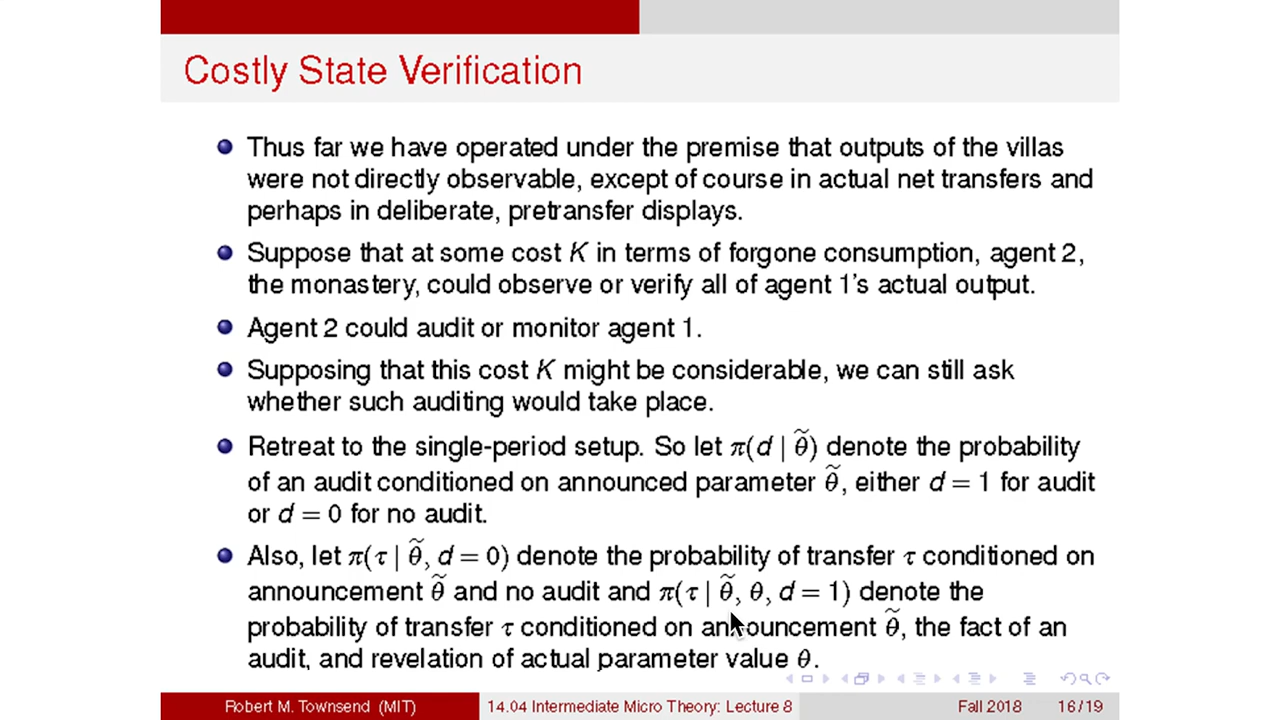 Costly State Verification
Thus far we have operated under the premise that outputs of the villas
were not directly observable, except of course in actual net transfers and
perhaps in deliberate, pretransfer displays.
Suppose that at some cost K in terms of forgone consumption, agent 2,
the monastery, could observe or verify all of agent 1's actual output.
Agent 2 could audit or monitor agent 1.
Supposing that this cost K might be considerable, we can still ask
whether such auditing would take place.
Retreat to the single-period setup. So let π(d | θ̃) denote the probability
of an audit conditioned on announced parameter θ̃, either d = 1 for audit
or d = 0 for no audit.
Also, let π(τ | θ̃, d = 0) denote the probability of transfer τ conditioned on
announcement θ̃ and no audit and π(τ | θ̃, θ, d = 1) denote the
probability of transfer τ conditioned on announcement θ̃, the fact of an
audit, and revelation of actual parameter value θ.
Robert M. Townsend (MIT) 14.04 Intermediate Micro Theory: Lecture 8 Fall 2018 16/19